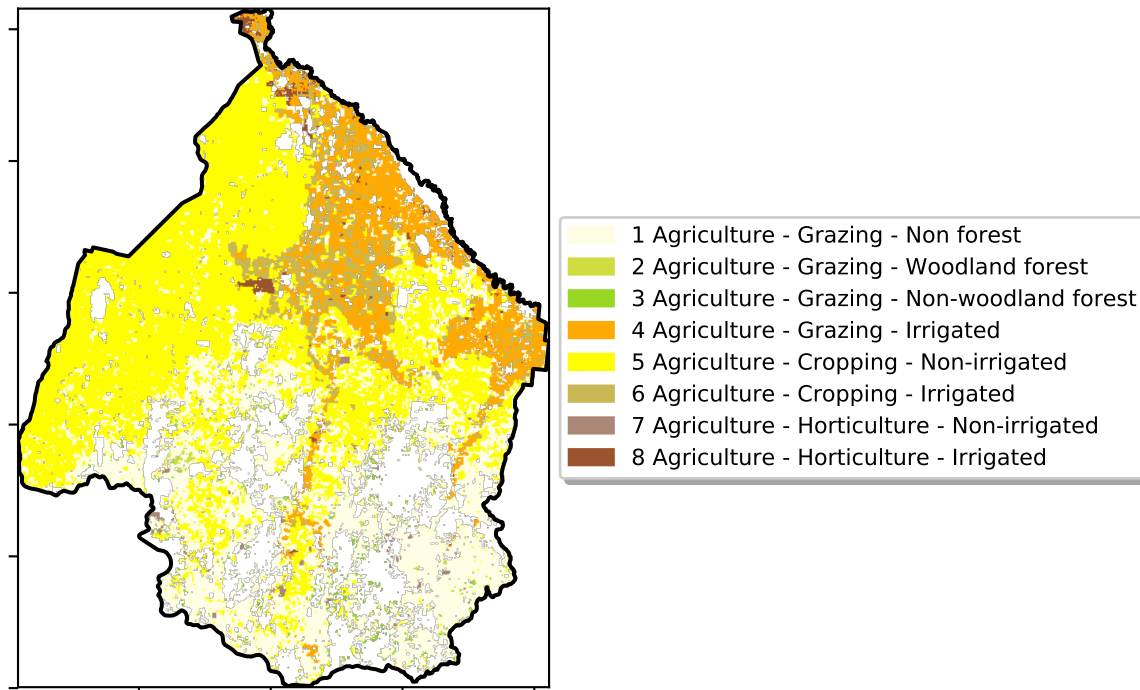 1 Agriculture - Grazing - Non forest
2 Agriculture - Grazing - Woodland forest
3 Agriculture - Grazing - Non-woodland forest
4 Agriculture - Grazing - Irrigated
5 Agriculture - Cropping - Non-irrigated
6 Agriculture - Cropping - Irrigated
7 Agriculture - Horticulture - Non-irrigated
8 Agriculture - Horticulture - Irrigated